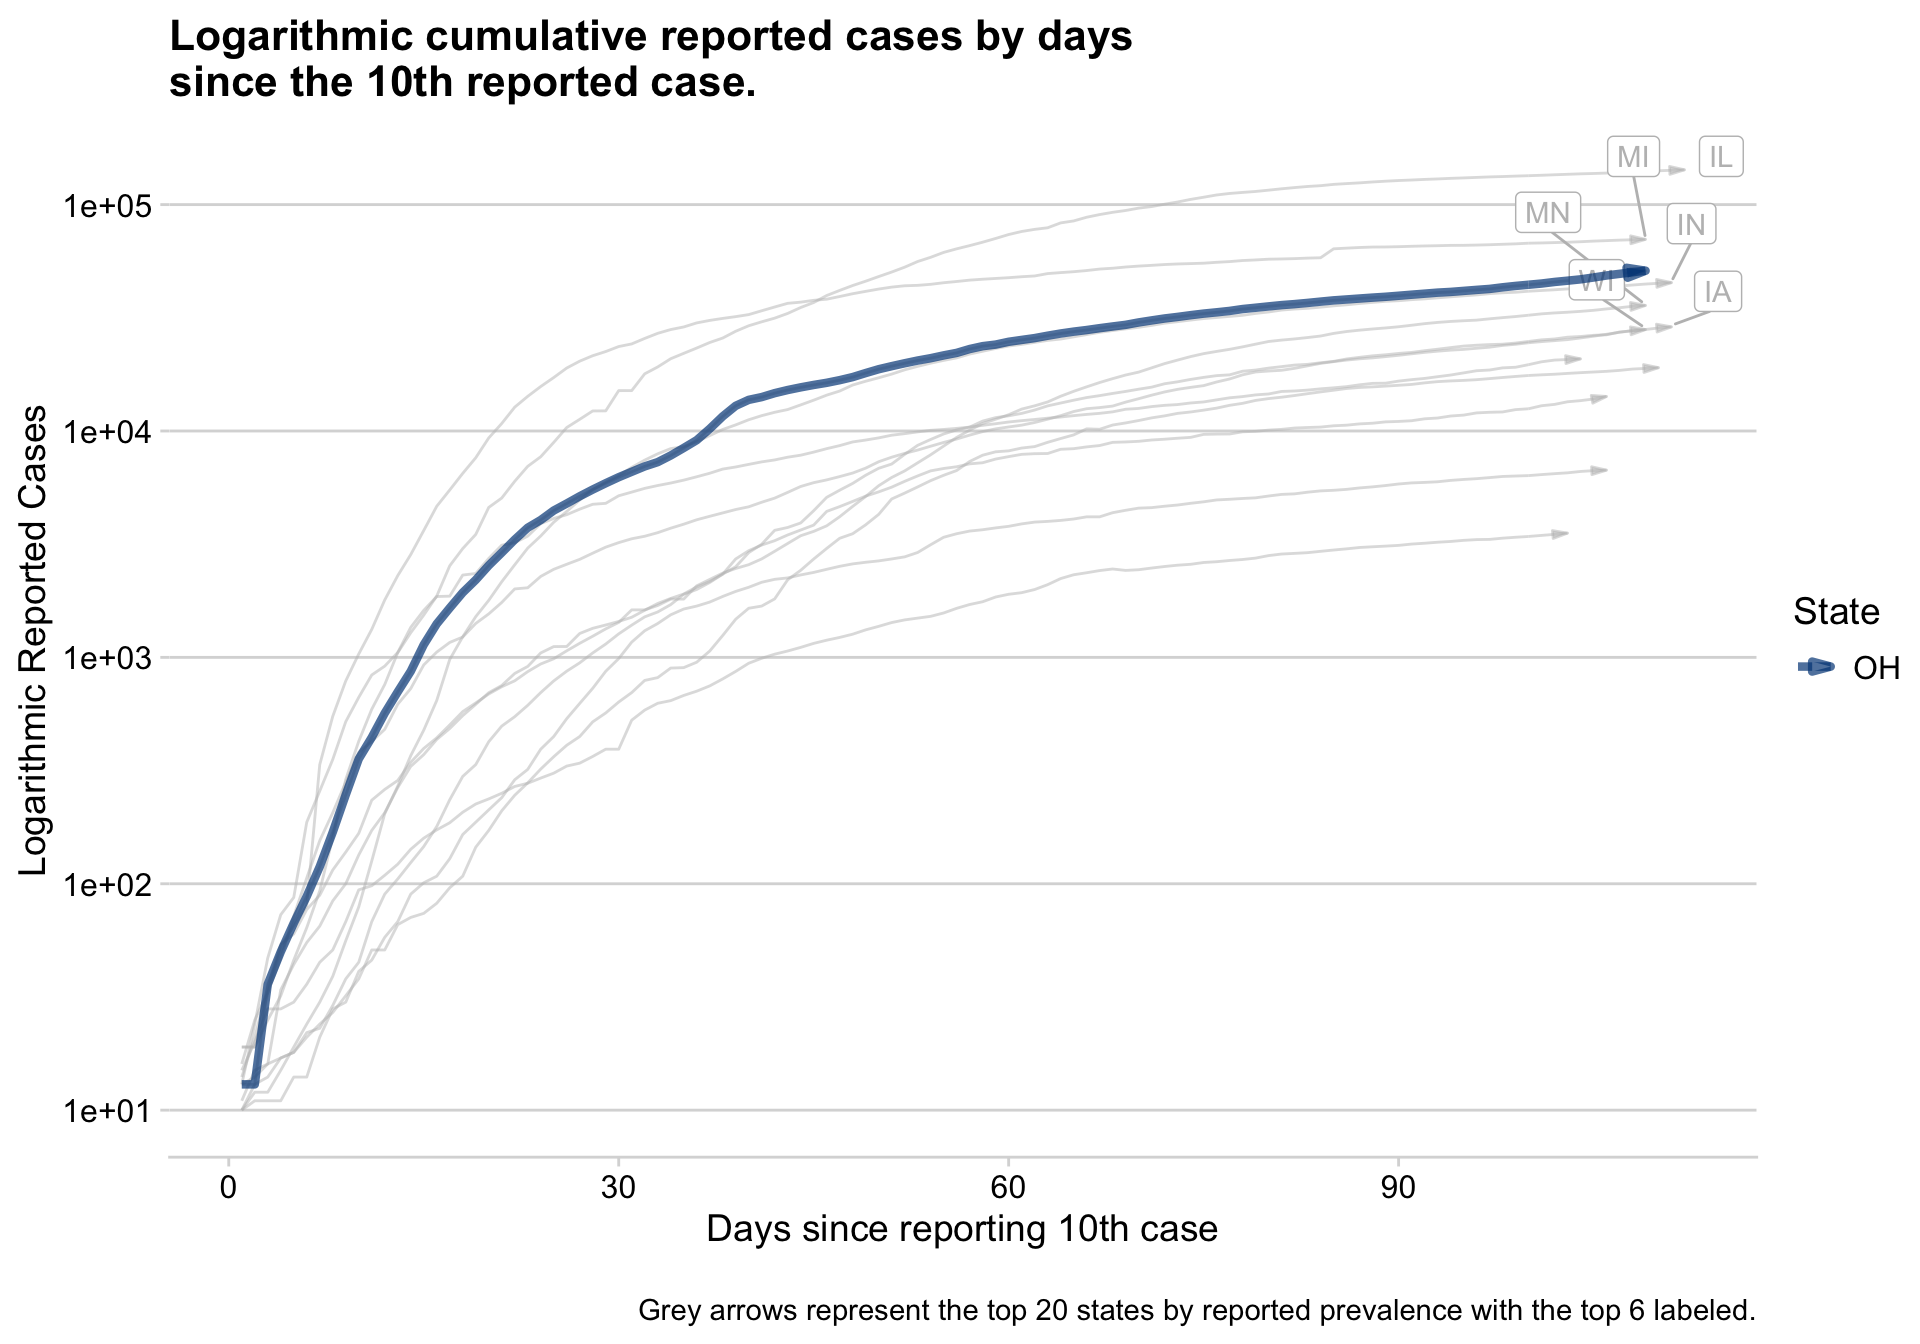 Logarithmic cumulative reported cases by days
since the 10th reported case.
MI
IL
MN
IN
WI
IA
1e+05
1e+04
1e+03
1e+02
1e+01
Logarithmic Reported Cases
State
OH
0
30
60
90
Days since reporting 10th case
Grey arrows represent the top 20 states by reported prevalence with the top 6 labeled.